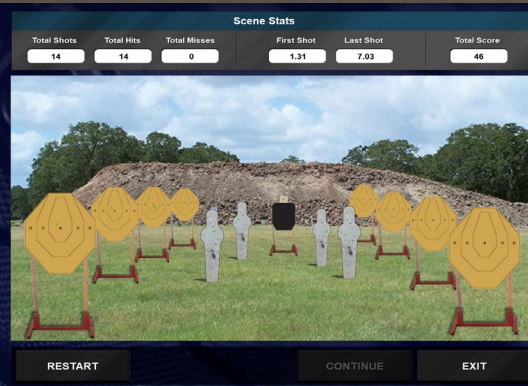 Scene Stats
Total Shots Total Hits Total Misses First Shot Last Shot Total Score
14 14 0 1.31 7.03 46
D C A C D
D C A C D
RESTART CONTINUE EXIT